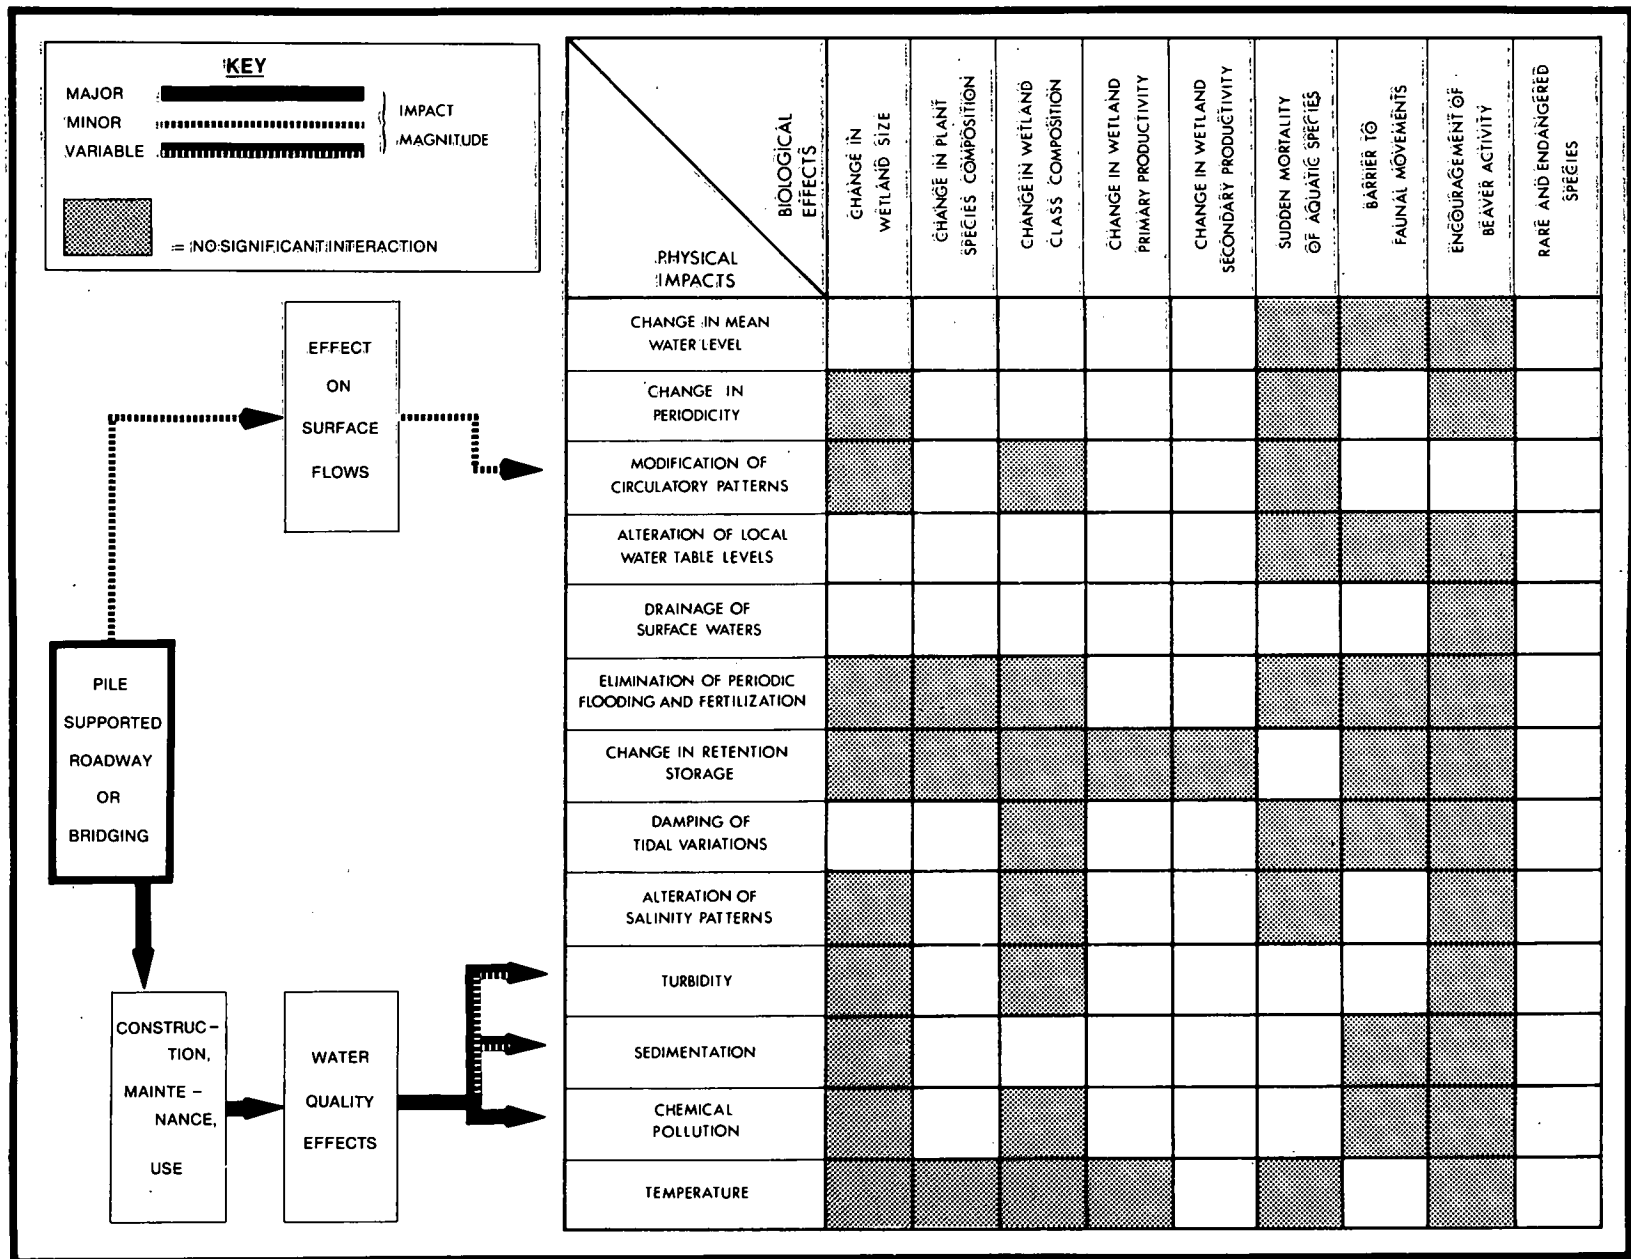 KEY
MAJOR
MINOR
VARIABLE
IMPACT
MAGNITUDE
= NO SIGNIFICANT INTERACTION
EFFECT
ON
SURFACE
FLOWS
PILE
SUPPORTED
ROADWAY
OR
BRIDGING
CONSTRUC-
TION,
MAINTE-
NANCE,
USE
WATER
QUALITY
EFFECTS
BIOLOGICAL
EFFECTS
PHYSICAL
IMPACTS
CHANGE IN
WETLAND SIZE
CHANGE IN PLANT
SPECIES COMPOSITION
CHANGE IN WETLAND
CLASS COMPOSITION
CHANGE IN WETLAND
PRIMARY PRODUCTIVITY
CHANGE IN WETLAND
SECONDARY PRODUCTIVITY
SUDDEN MORTALITY
OF AQUATIC SPECIES
BARRIER TO
FAUNAL MOVEMENTS
ENCOURAGEMENT OF
BEAVER ACTIVITY
RARE AND ENDANGERED
SPECIES
CHANGE IN MEAN
WATER LEVEL
CHANGE IN
PERIODICITY
MODIFICATION OF
CIRCULATORY PATTERNS
ALTERATION OF LOCAL
WATER TABLE LEVELS
DRAINAGE OF
SURFACE WATERS
ELIMINATION OF PERIODIC
FLOODING AND FERTILIZATION
CHANGE IN RETENTION
STORAGE
DAMPING OF
TIDAL VARIATIONS
ALTERATION OF
SALINITY PATTERNS
TURBIDITY
SEDIMENTATION
CHEMICAL
POLLUTION
TEMPERATURE